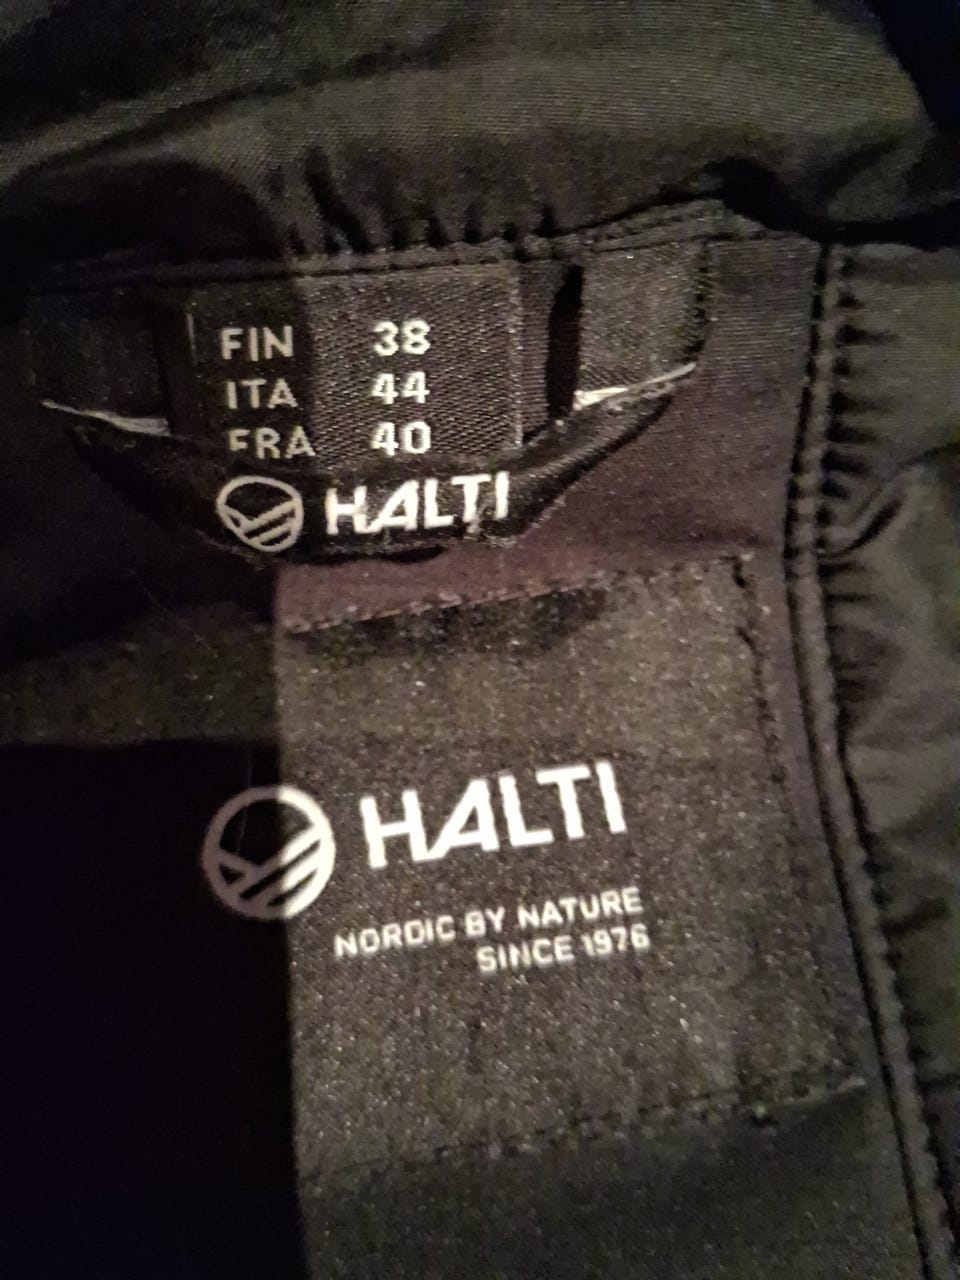 FIN 38
ITA 44
FRA 40
HALTI
HALTI
NORDIC BY NATURE
SINCE 1976